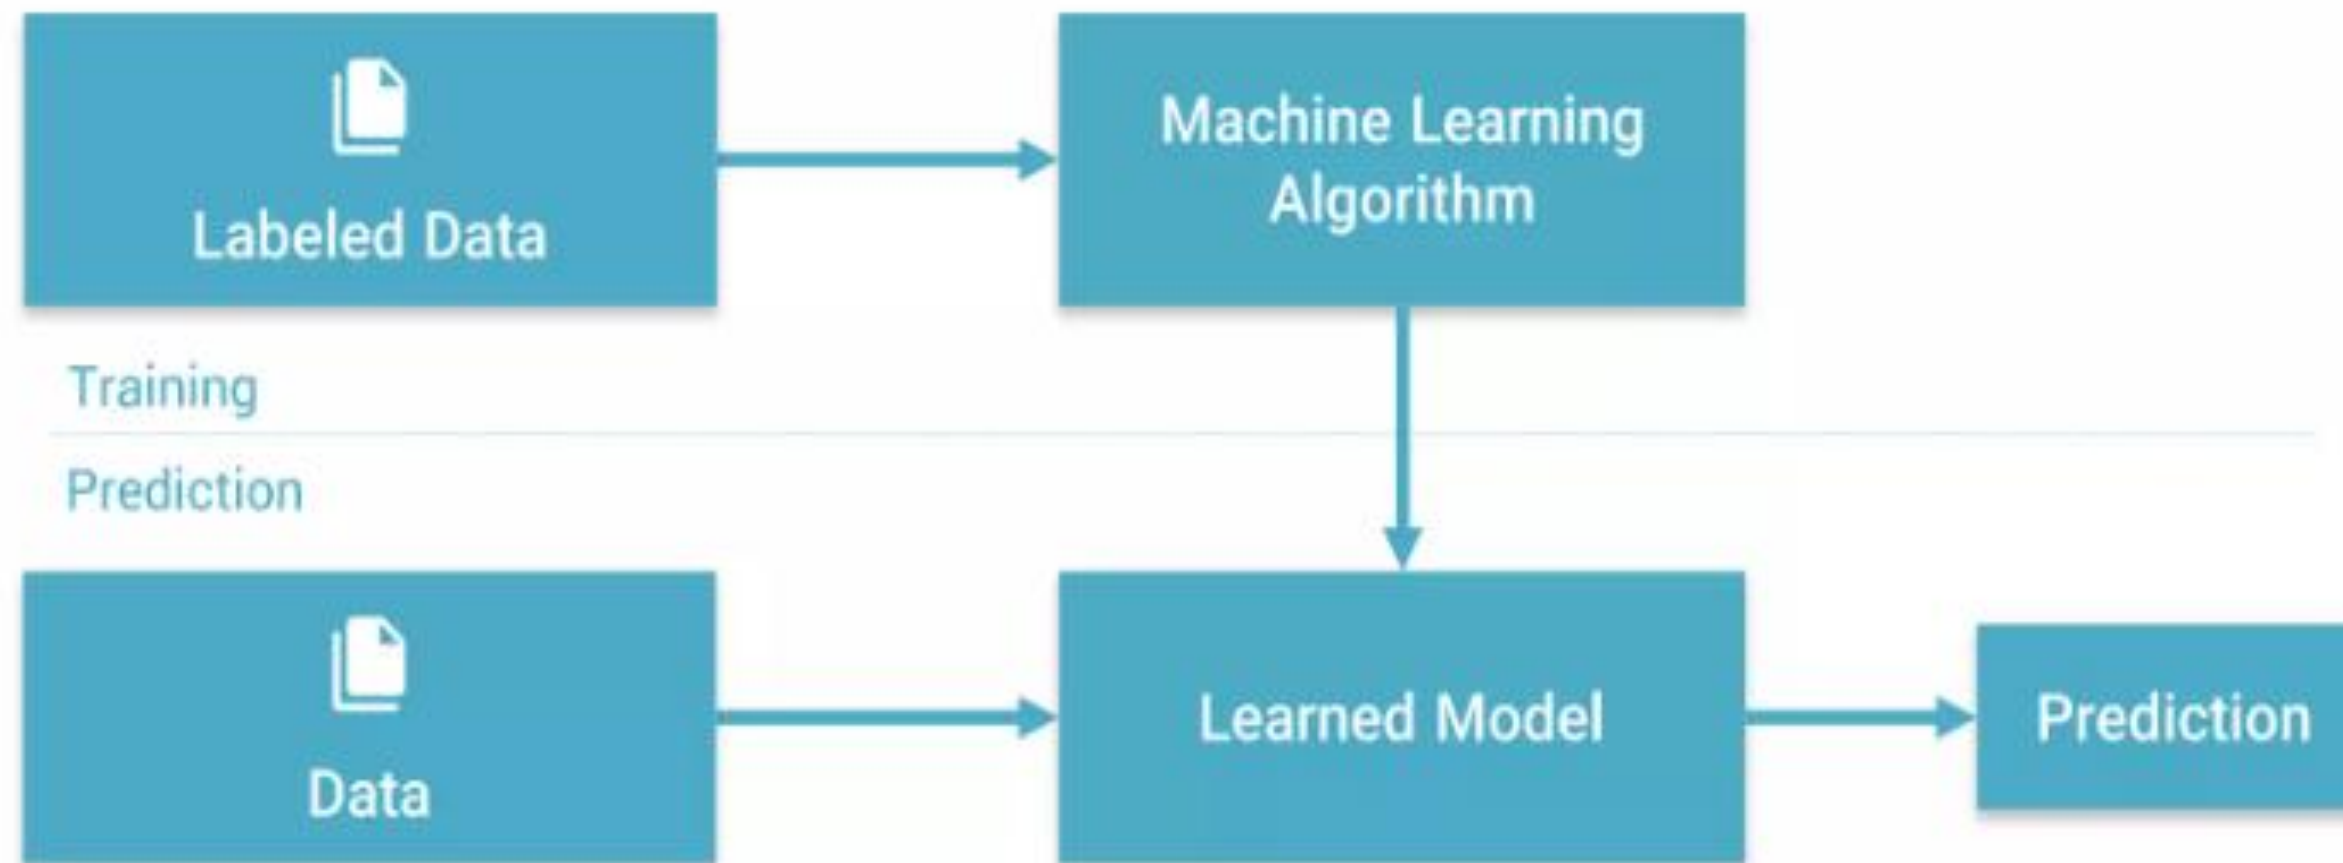 Labeled Data
Machine Learning
Algorithm
Training
Prediction
Data
Learned Model
Prediction